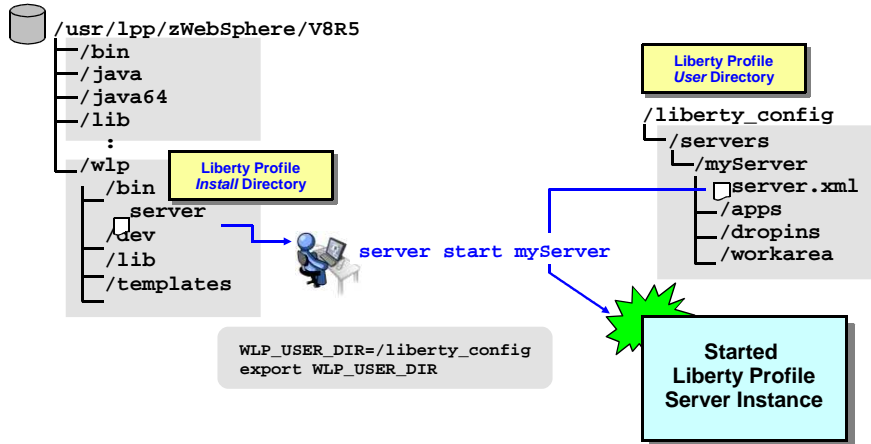 /usr/lpp/zWebSphere/V8R5
/bin
/java
/java64
/lib
:
/wlp
/bin
server
/dev
/lib
/templates
Liberty Profile
Install Directory
server start myServer
WLP_USER_DIR=/liberty_config
export WLP_USER_DIR
Liberty Profile
User Directory
/liberty_config
/servers
/myServer
server.xml
/apps
/dropins
/workarea
Started
Liberty Profile
Server Instance